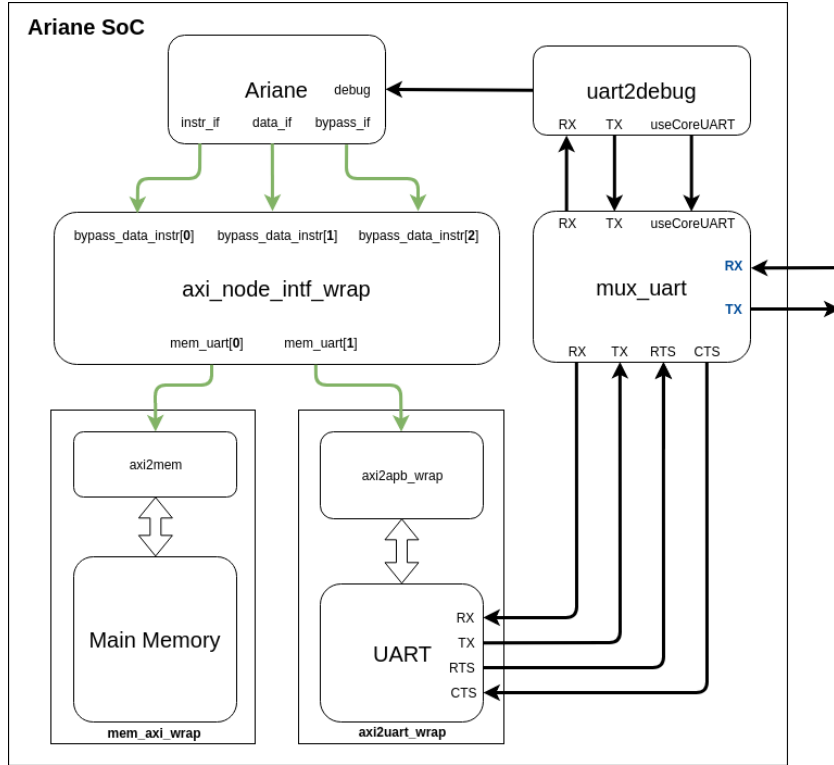 Ariane SoC
Ariane
debug
instr_if data_if bypass_if
uart2debug
RX TX useCoreUART
bypass_data_instr[0] bypass_data_instr[1] bypass_data_instr[2]
axi_node_intf_wrap
mem_uart[0] mem_uart[1]
RX TX useCoreUART
RX
mux_uart
TX
RX TX RTS CTS
axi2mem
Main Memory
mem_axi_wrap
axi2apb_wrap
RX
TX
UART
RTS
CTS
axi2uart_wrap